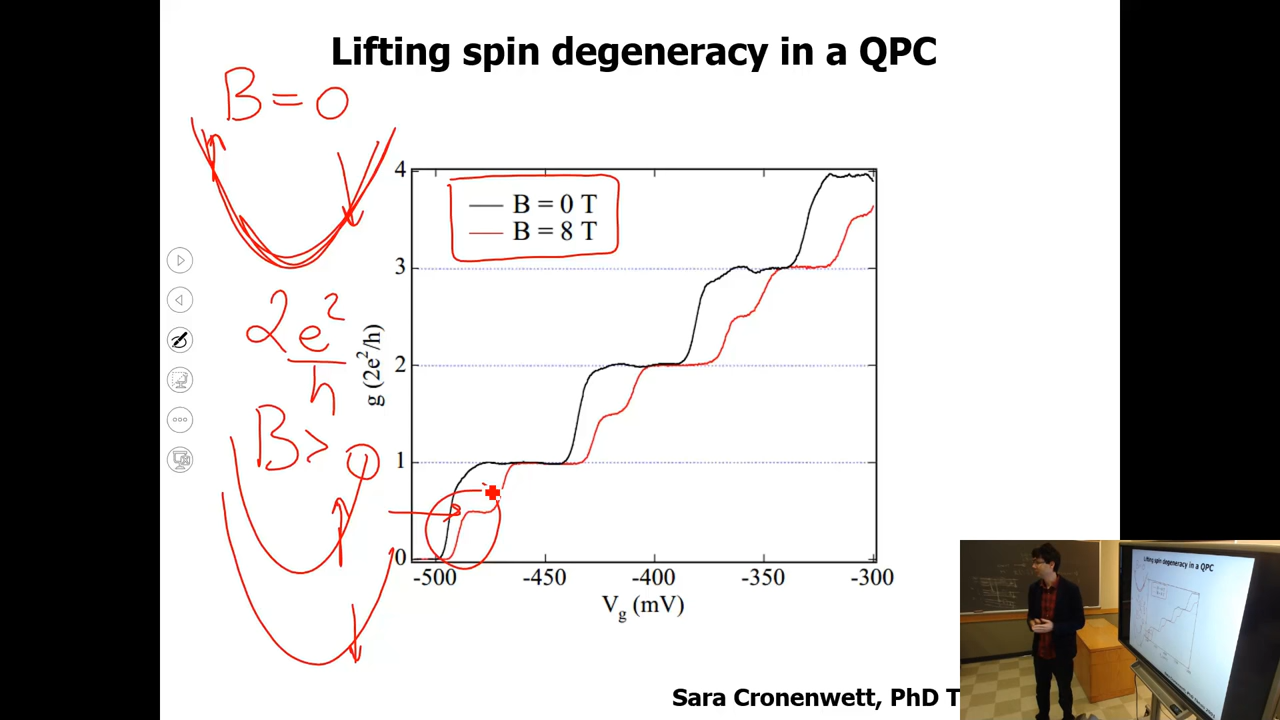 Lifting spin degeneracy in a QPC
B = 0
2e²/h
B > 0
B = 0 T
B = 8 T
g (2e²/h)
4
3
2
1
0
-500 -450 -400 -350 -300
Vg (mV)
Sara Cronenwett, PhD T
Lifting spin degeneracy in a QPC